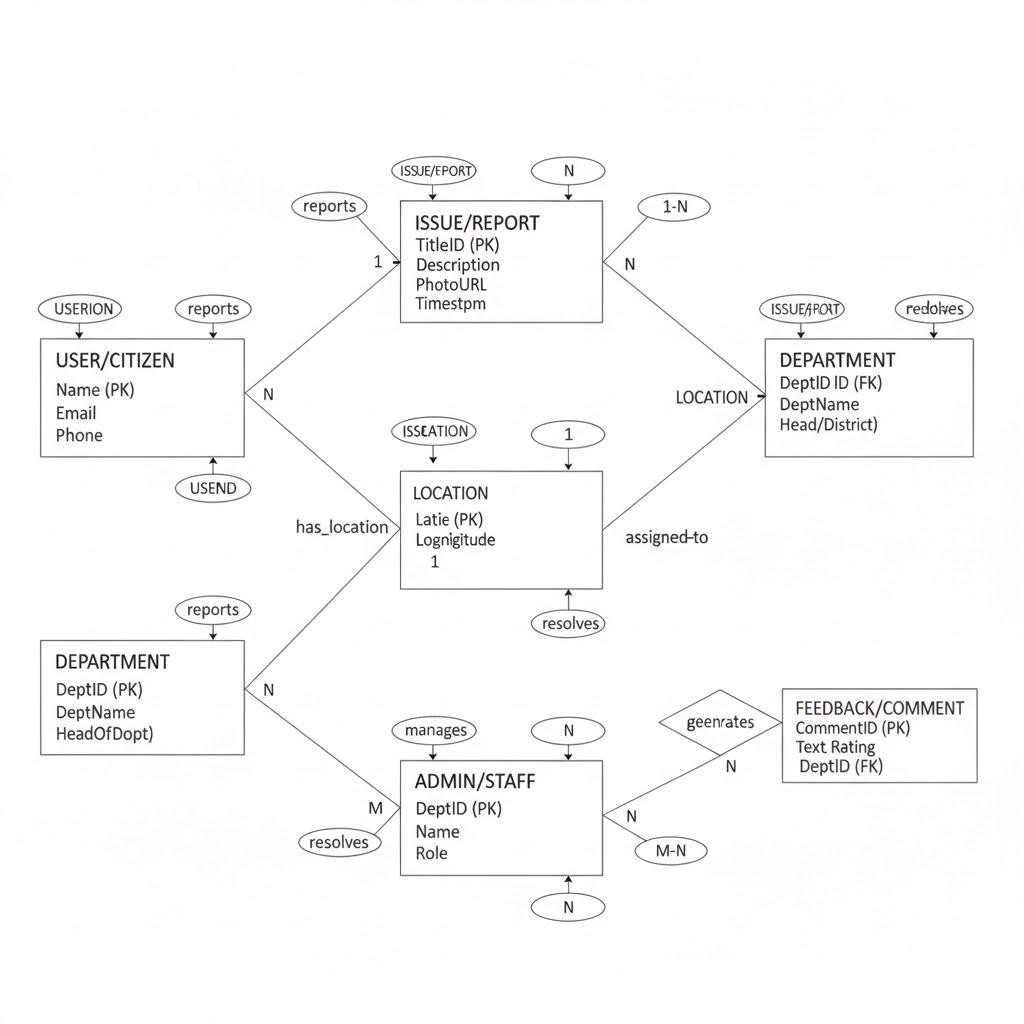 ISSUE/EPORT
N
reports
1-N
ISSUE/REPORT
TitleID (PK)
Description
PhotoURL
Timestpm
1
N
USERION
reports
ISSUE/PORT
redolves
USER/CITIZEN
Name (PK)
Email
Phone
N
DEPARTMENT
DeptID ID (FK)
DeptName
Head/District)
LOCATION
ISSLATION
1
USEND
LOCATION
Latie (PK)
Lognigitude
1
has_location
assigned-to
reports
resolves
DEPARTMENT
DeptID (PK)
DeptName
HeadOfDopt)
N
manages
N
geenrates
FEEDBACK/COMMENT
CommentID (PK)
Text Rating
DeptID (FK)
N
ADMIN/STAFF
DeptID (PK)
Name
Role
M
N
resolves
M-N
N